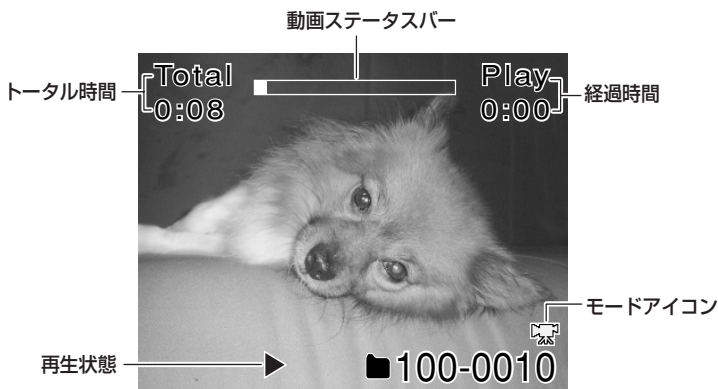 動画ステータスバー
トータル時間
Total
0:08
Play
0:00
経過時間
モードアイコン
再生状態
100-0010